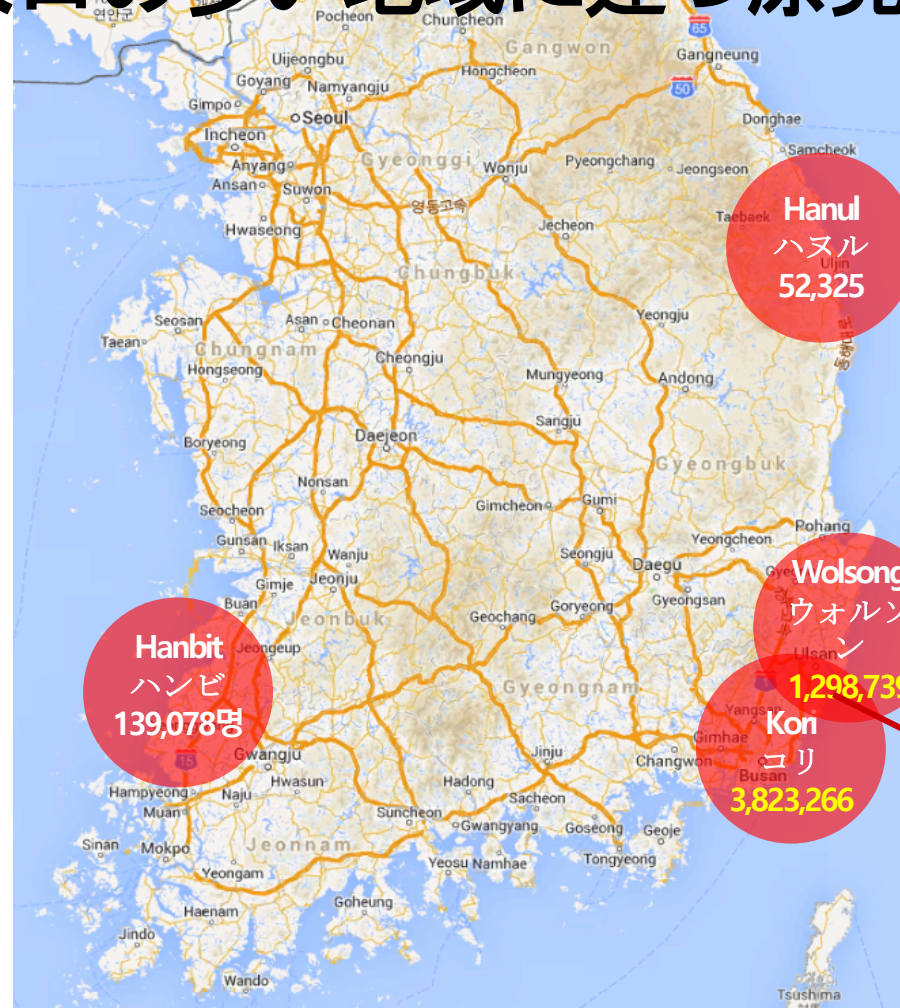 연안군
Pocheon
Chuncheon
65
Gangwon
Gangneung
Uijeongbu
Hongcheon
Goyang
Namyangju
50
Gimpo
Seoul
Donghae
Incheon
Samcheok
Gyeonggi
Anyang
Wonju
Pyeongchang
Jeongseon
Ansan
Suwon
영동고속
Hanul
ハヌル
52,325
Taebaek
Uljin
Hwaseong
Jecheon
Chungbuk
Seosan
Asan
Cheonan
Yeongju
Taean
Chungnam
Cheongju
Hongseong
Mungyeong
Andong
Boryeong
Daejeon
Sangju
Gyeongbuk
Nonsan
Gimcheon
Gumi
Seocheon
Pohang
Gunsan
Iksan
Wanju
Seongju
Yeongcheon
Daegu
Gimje
Jeonju
Gyeongsan
Wolsong
ウォルソ
ン
1,298,739
Ulsan
Buan
Jeonbuk
Geochang
Goryeong
Hanbit
ハンビ
139,078명
Jeongeup
Gyeongnam
Yangsan
Kori
コリ
3,823,266
Gimhae
Busan
15
Gwangju
Jinju
Changwon
Hampyeong
Naju
Hwasun
Hadong
Sacheon
Muan
Suncheon
Gwangyang
Goseong
Geoje
Sinan
Mokpo
Jeonnam
Yeosu
Namhae
Tongyeong
Yeongam
Haenam
Goheung
Jindo
Wando
Tsushima